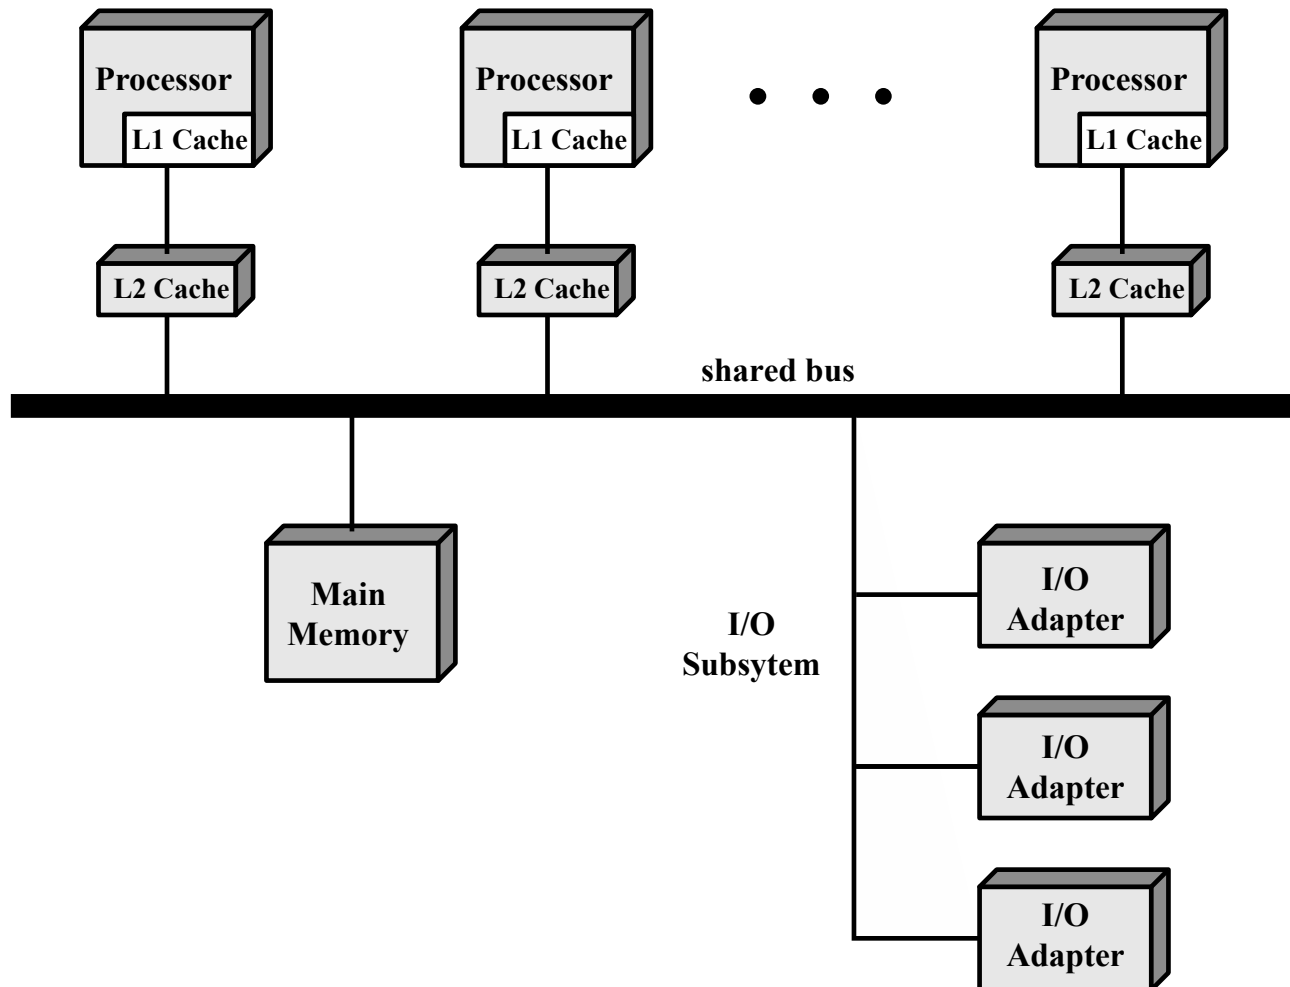 Processor
L1 Cache
Processor
L1 Cache
Processor
L1 Cache
L2 Cache
L2 Cache
L2 Cache
shared bus
Main
Memory
I/O
Subsytem
I/O
Adapter
I/O
Adapter
I/O
Adapter